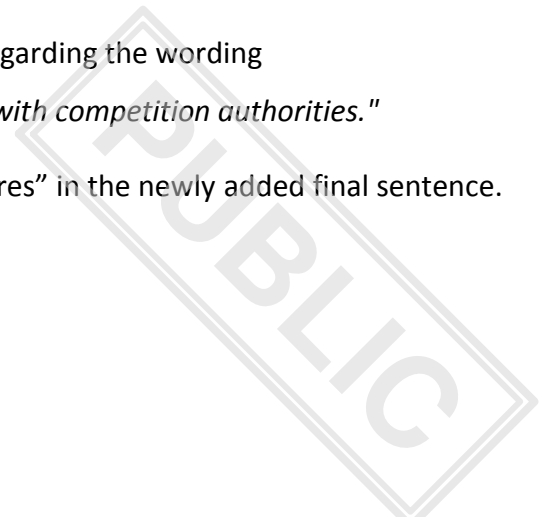 garding the wording
with competition authorities."
res” in the newly added final sentence.
PUBLIC